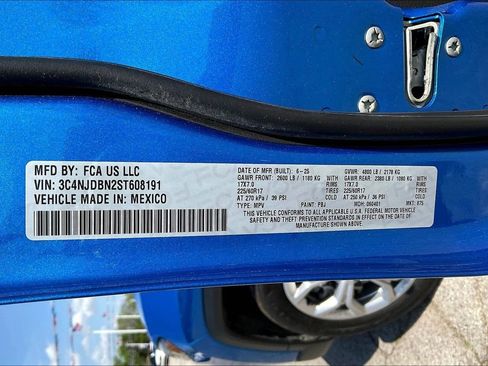 MFD BY: FCA US LLC
VIN: 3C4NJDBN2ST608191
VEHICLE MADE IN: MEXICO
DATE OF MFR (BUILT): 6-25 GVWR: 4800 LB / 2178 KG
GAWR FRONT: 2600 LB / 1180 KG GAWR REAR: 2380 LB / 1080 KG
17X7.0 RIMS 17X7.0 RIMS
225/60R17 TIRES 225/60R17 TIRES
AT 270 kPa / 39 PSI COLD AT 250 kPa / 36 PSI COLD
TYPE: MPV PAINT: PBJ MDH: 060401 MKT: 875
THIS VEHICLE CONFORMS TO ALL APPLICABLE U.S.A. FEDERAL MOTOR VEHICLE
SAFETY AND THEFT PREVENTION STANDARDS IN EFFECT ON THE DATE OF
MANUFACTURE SHOWN ABOVE.